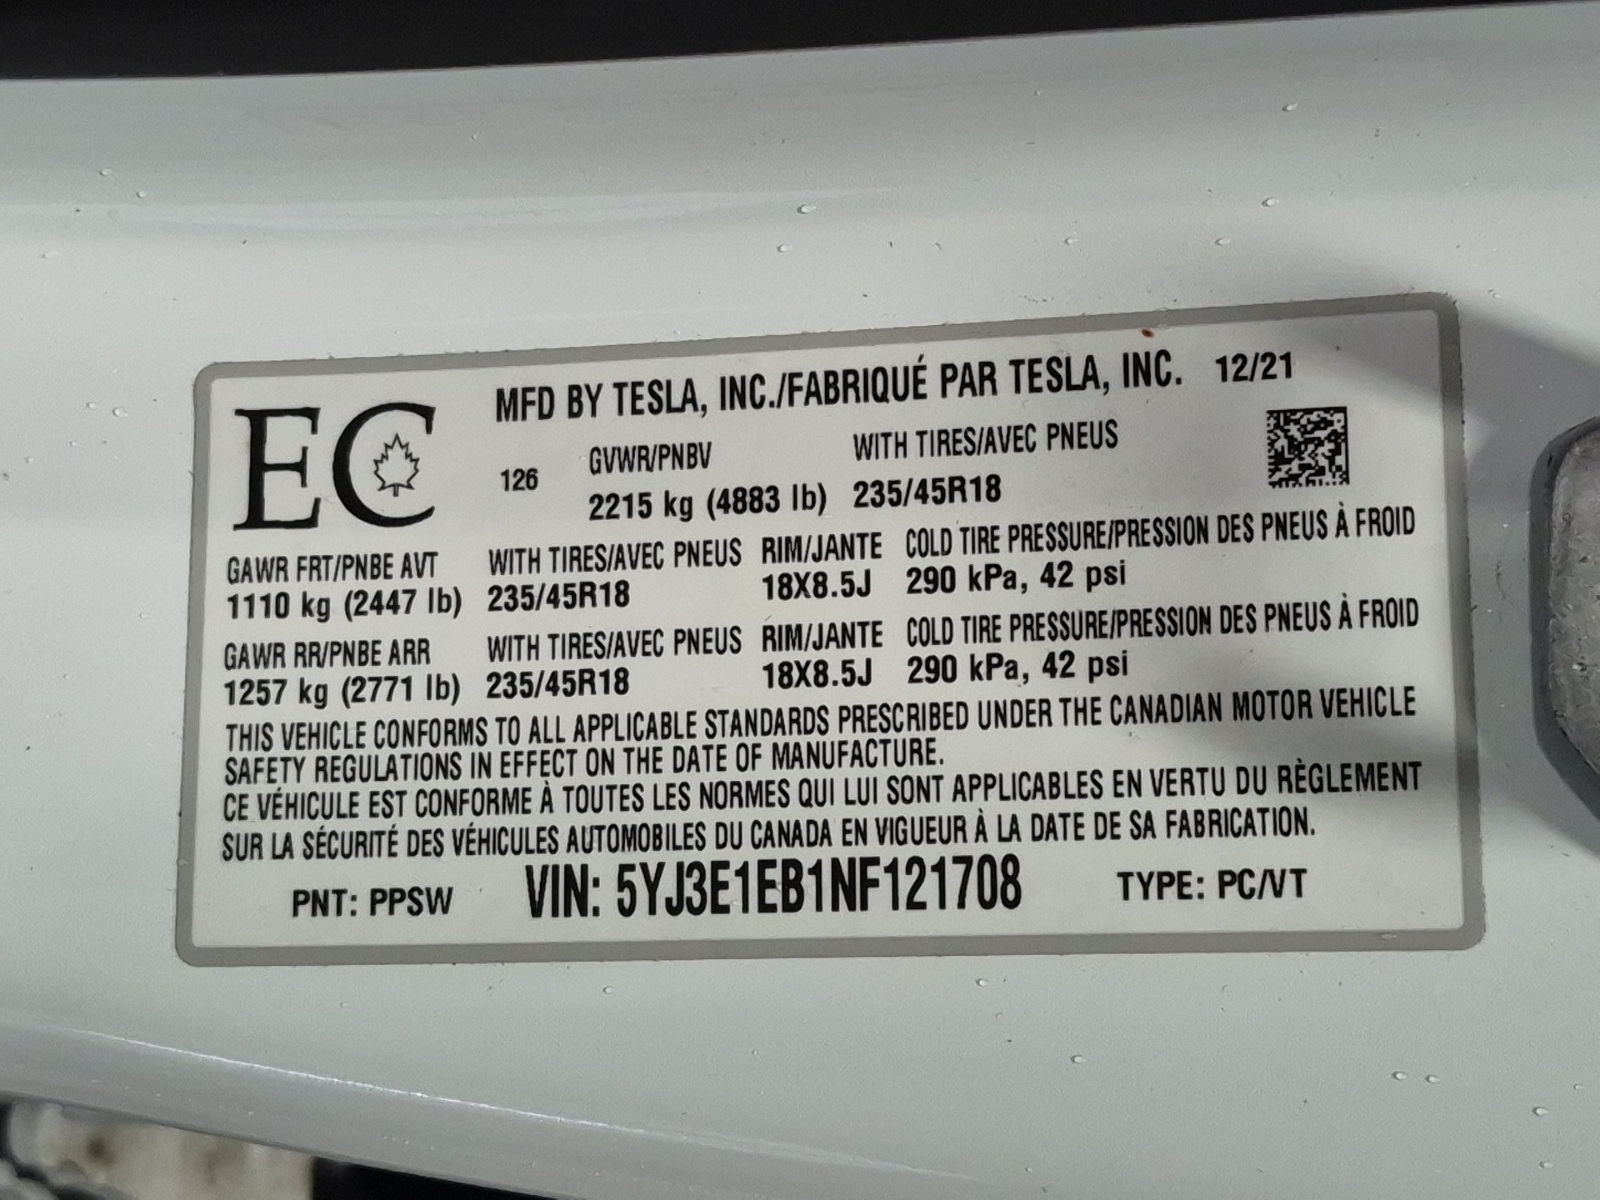 EC
MFD BY TESLA, INC./FABRIQUÉ PAR TESLA, INC. 12/21
126 GVWR/PNBV WITH TIRES/AVEC PNEUS
2215 kg (4883 lb) 235/45R18
GAWR FRT/PNBE AVT WITH TIRES/AVEC PNEUS RIM/JANTE COLD TIRE PRESSURE/PRESSION DES PNEUS À FROID
1110 kg (2447 lb) 235/45R18 18X8.5J 290 kPa, 42 psi
GAWR RR/PNBE ARR WITH TIRES/AVEC PNEUS RIM/JANTE COLD TIRE PRESSURE/PRESSION DES PNEUS À FROID
1257 kg (2771 lb) 235/45R18 18X8.5J 290 kPa, 42 psi
THIS VEHICLE CONFORMS TO ALL APPLICABLE STANDARDS PRESCRIBED UNDER THE CANADIAN MOTOR VEHICLE
SAFETY REGULATIONS IN EFFECT ON THE DATE OF MANUFACTURE.
CE VÉHICULE EST CONFORME À TOUTES LES NORMES QUI LUI SONT APPLICABLES EN VERTU DU RÈGLEMENT
SUR LA SÉCURITÉ DES VÉHICULES AUTOMOBILES DU CANADA EN VIGUEUR À LA DATE DE SA FABRICATION.
PNT: PPSW VIN: 5YJ3E1EB1NF121708 TYPE: PC/VT